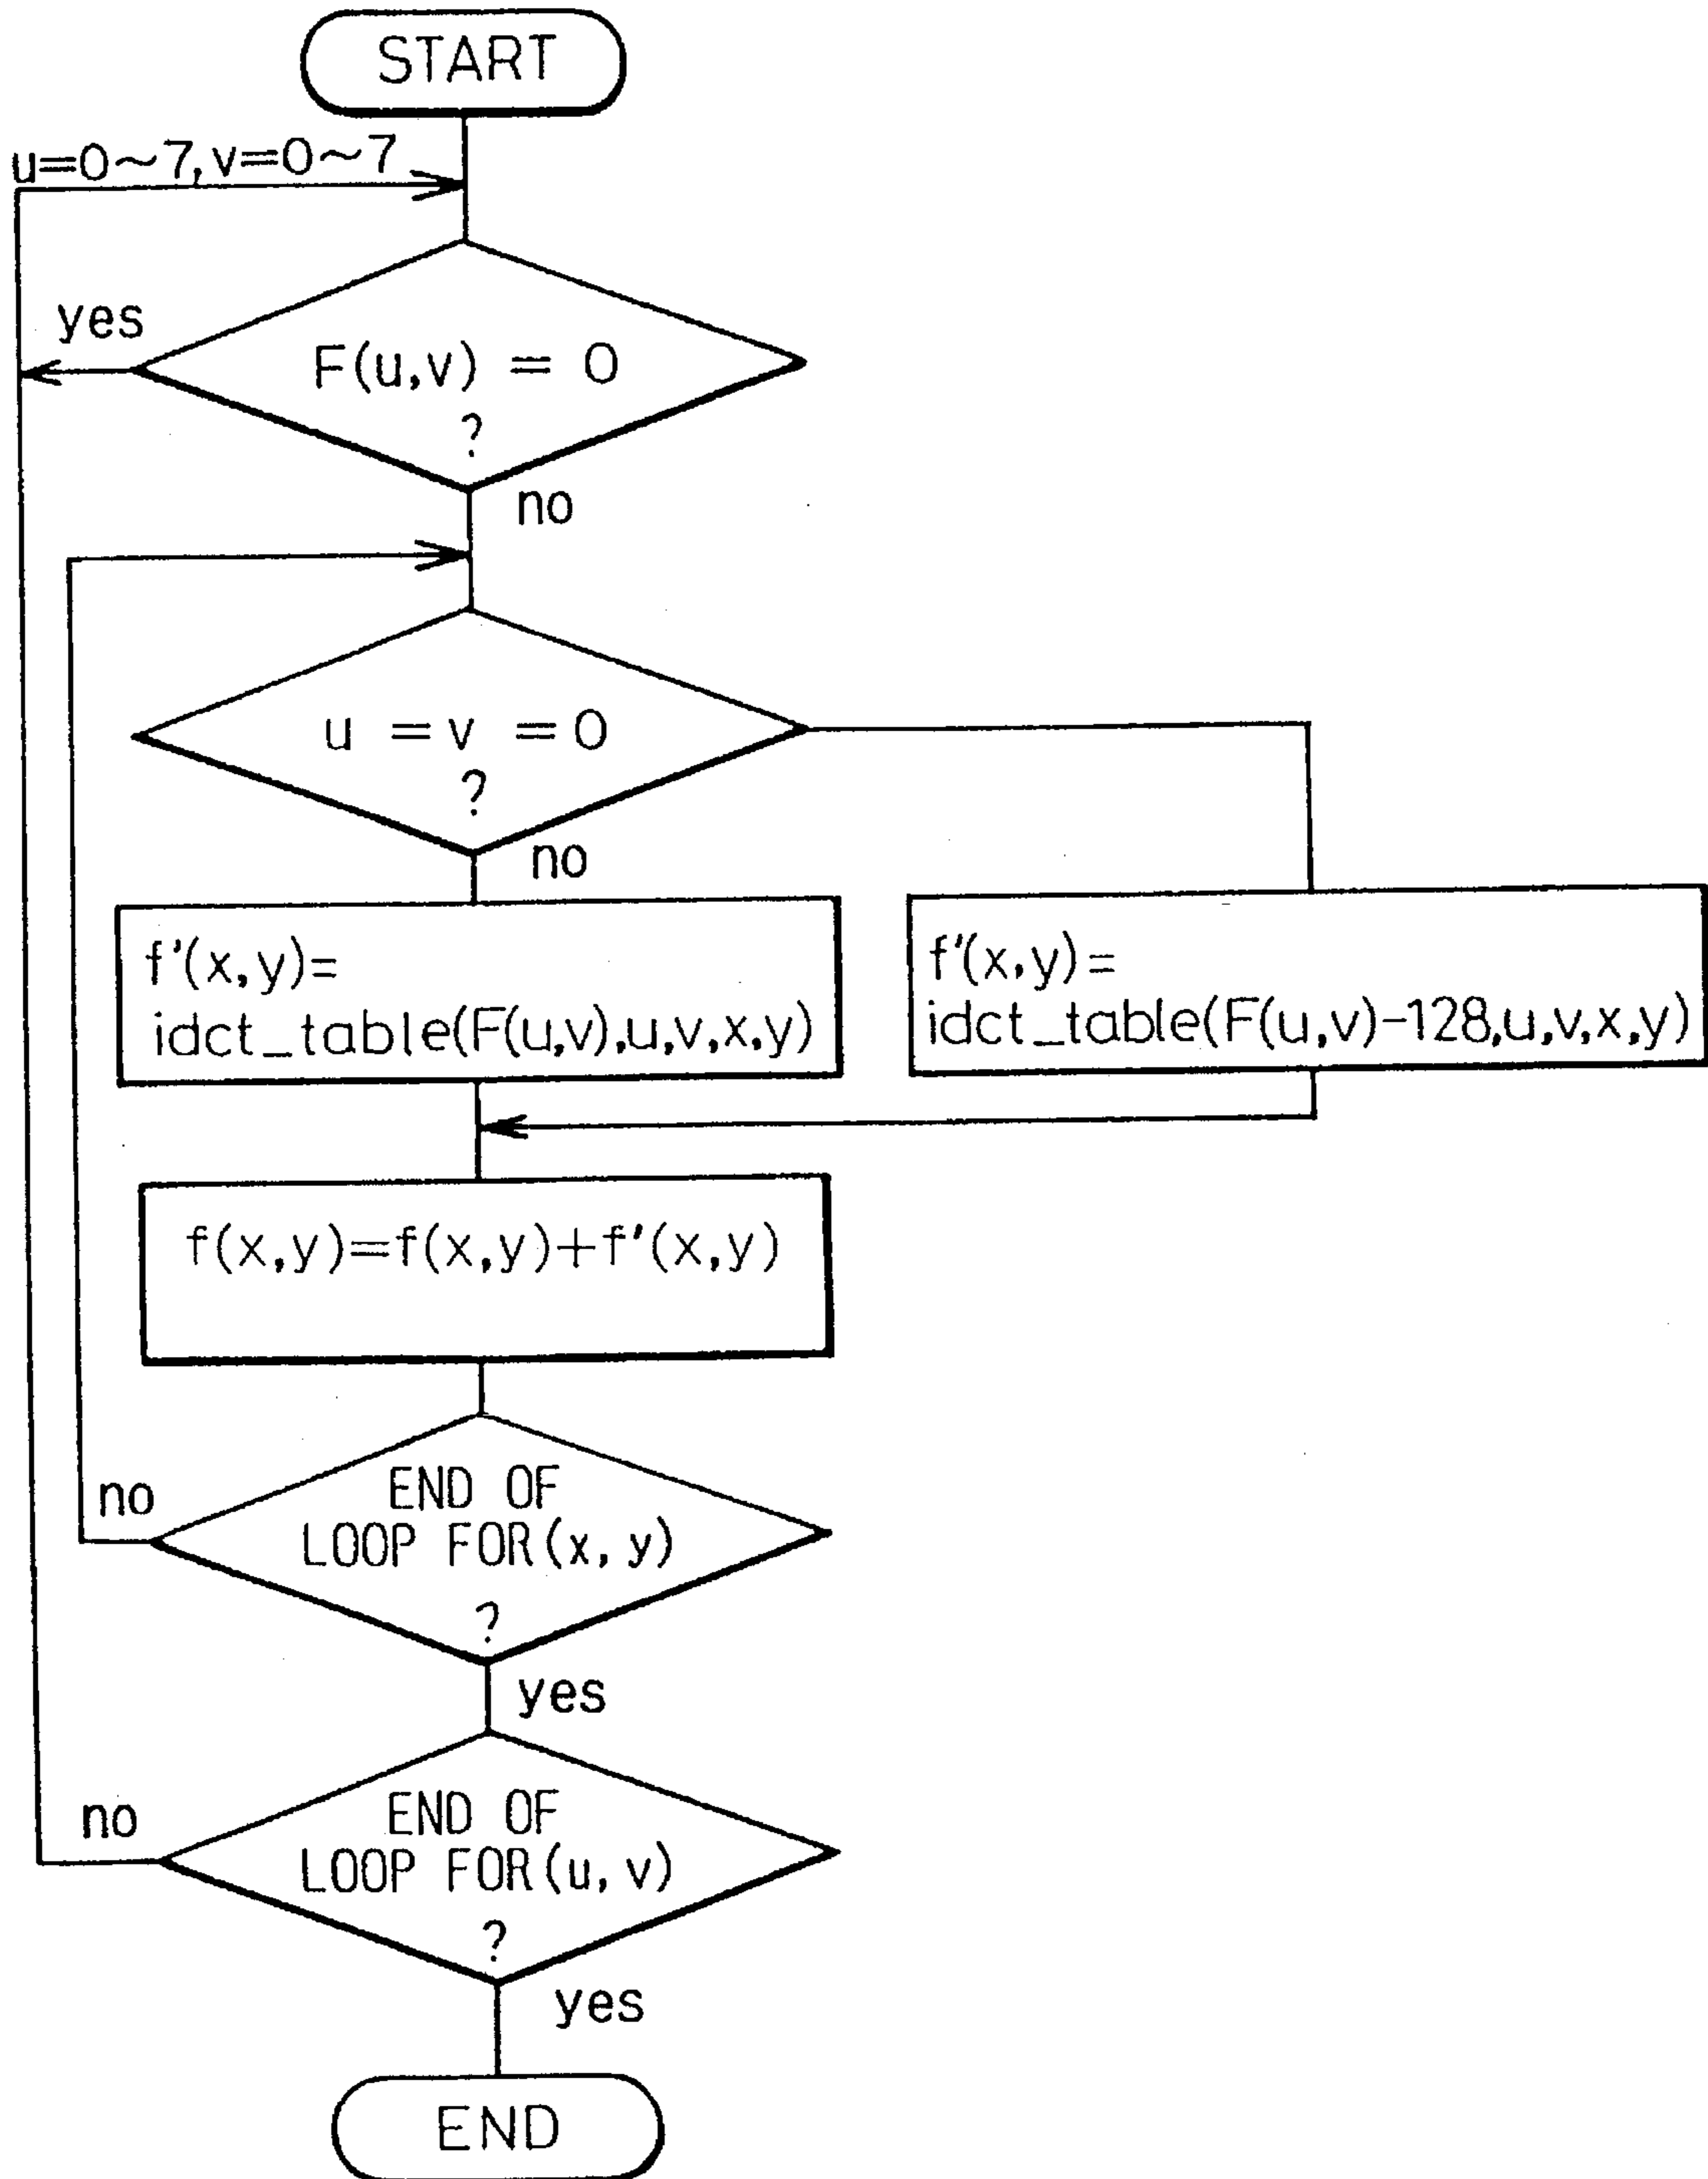 START
u=0~7,v=0~7
yes
F(u,v) = 0
?
no
u =v =0
?
no
f'(x,y)=
idct_table(F(u,v),u,v,x,y)
f'(x,y)=
idct_table(F(u,v)-128,u,v,x,y)
f(x,y)=f(x,y)+f'(x,y)
no
END OF
LOOP FOR(x, y)
?
yes
no
END OF
LOOP FOR(u, v)
?
yes
END